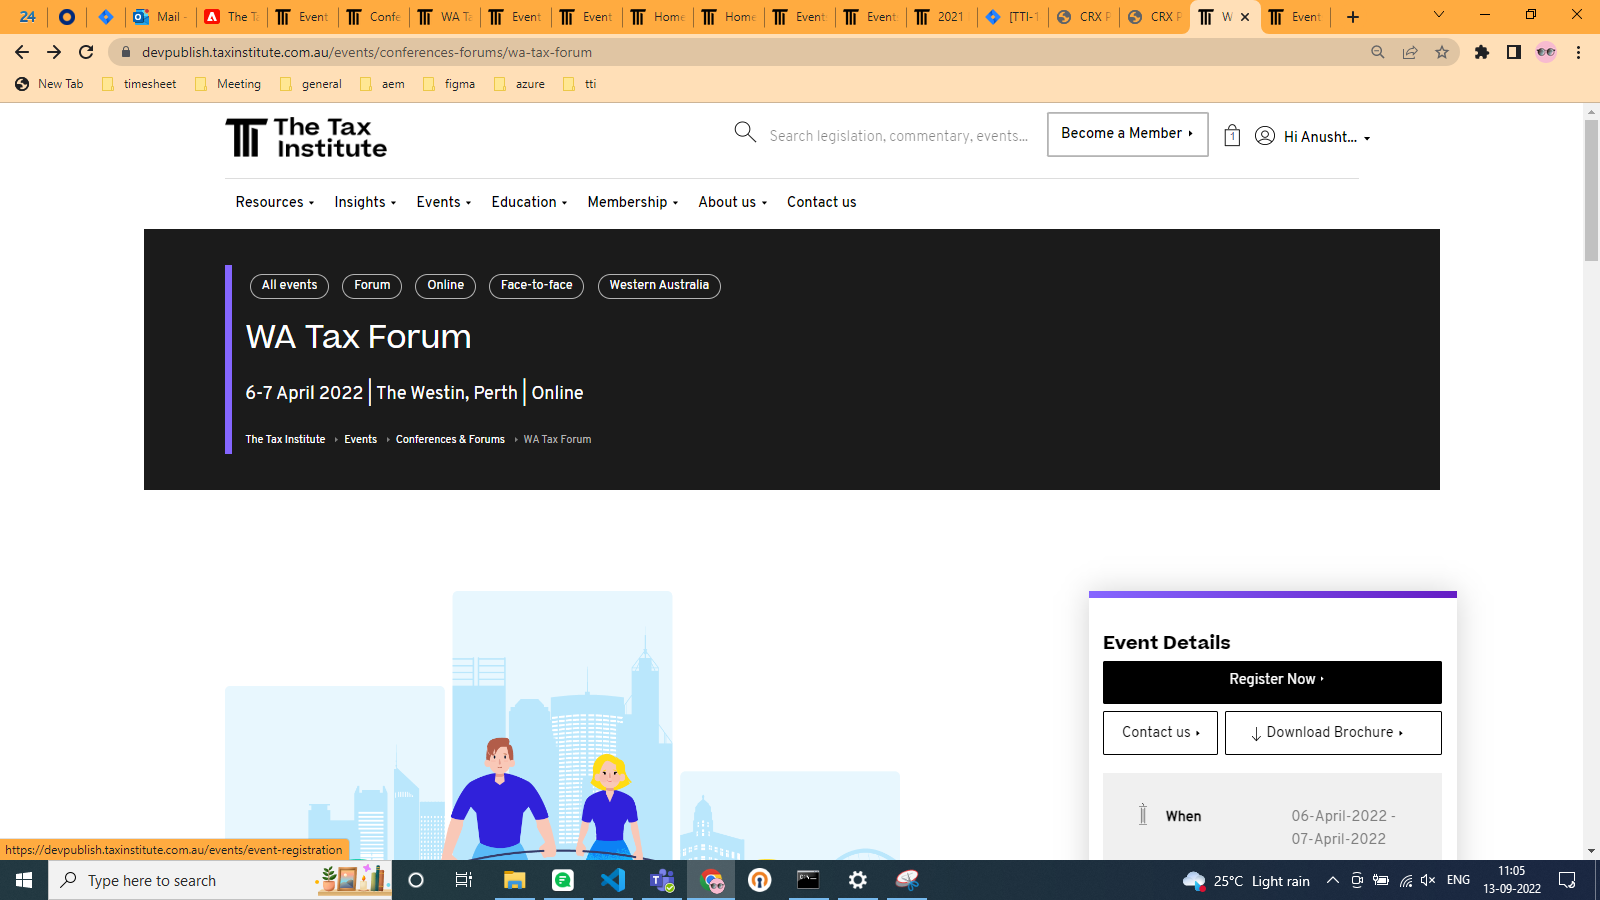 24
Mail -
The Ta
Event
Confe
WA Ta
Event
Event
Home
Home
Event
Event
2021
[TTI-1
CRX P
CRX P
W
Event
devpublish.taxinstitute.com.au/events/conferences-forums/wa-tax-forum
New Tab
timesheet
Meeting
general
aem
figma
azure
tti
The Tax
Institute
Search legislation, commentary, events...
Become a Member
1
Hi Anusht...
Resources
Insights
Events
Education
Membership
About us
Contact us
All events
Forum
Online
Face-to-face
Western Australia
WA Tax Forum
6-7 April 2022 | The Westin, Perth | Online
The Tax Institute
Events
Conferences & Forums
WA Tax Forum
Event Details
Register Now
Contact us
Download Brochure
When
06-April-2022 -
07-April-2022
https://devpublish.taxinstitute.com.au/events/event-registration
Type here to search
25°C Light rain
ENG
11:05
13-09-2022